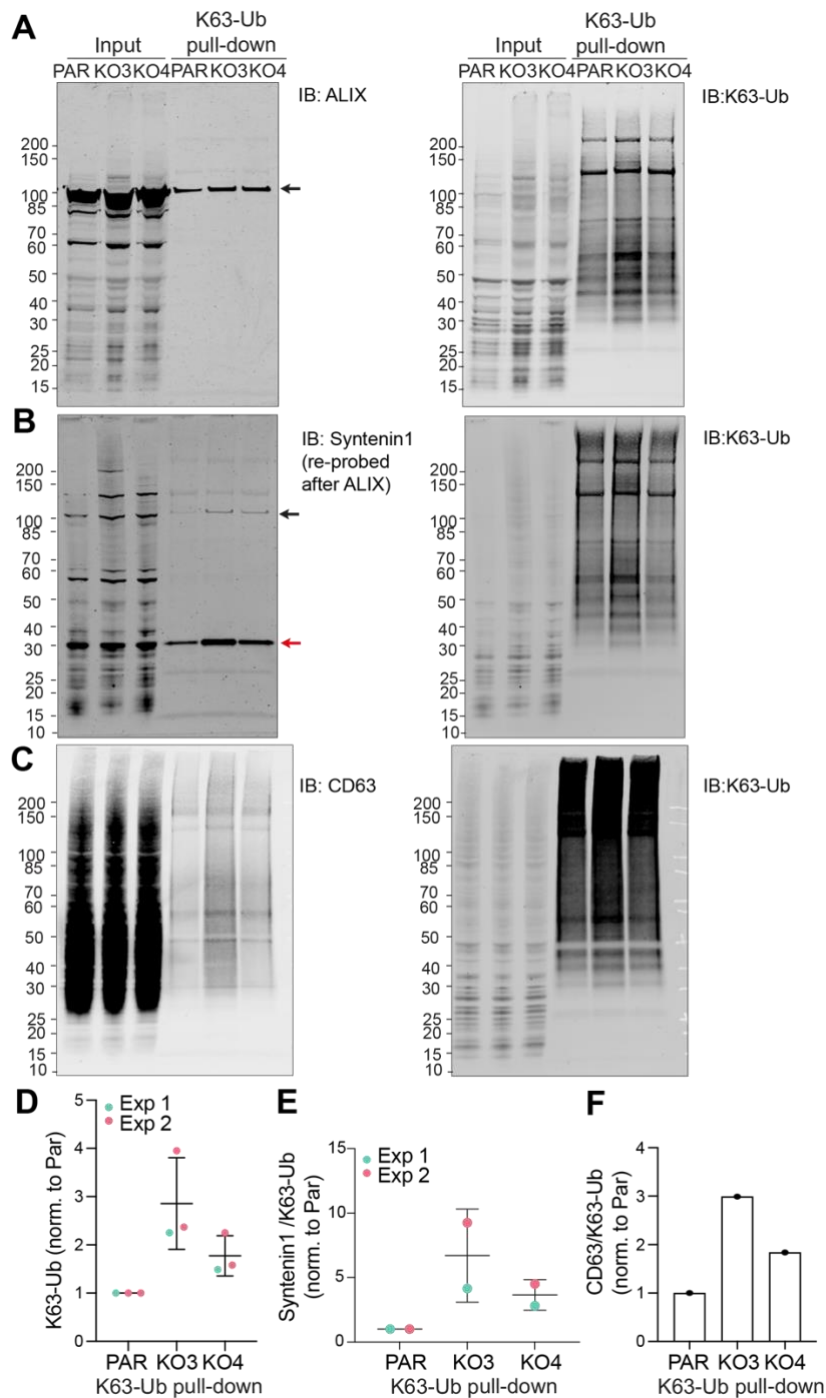 A
Input
K63-Ub
pull-down
PAR KO3 KO4 PAR KO3 KO4
IB: ALIX
200
150
100
85
70
60
50
40
30
25
20
15
Input
K63-Ub
pull-down
PAR KO3 KO4 PAR KO3 KO4
IB:K63-Ub
200
150
100
85
70
60
50
40
30
25
20
15
B
IB: Syntenin1
(re-probed
after ALIX)
200
150
100
85
70
60
50
40
30
25
20
15
10
IB:K63-Ub
200
150
100
85
70
60
50
40
30
25
20
15
10
C
IB: CD63
200
150
100
85
70
60
50
40
30
25
20
15
10
IB:K63-Ub
200
150
100
85
70
60
50
40
30
25
20
15
10
D
Exp 1
Exp 2
K63-Ub (norm. to Par)
5
4
3
2
1
0
PAR KO3 KO4
K63-Ub pull-down
E
Exp 1
Exp 2
Syntenin1 /K63-Ub
(norm. to Par)
15
10
5
0
PAR KO3 KO4
K63-Ub pull-down
F
CD63/K63-Ub
(norm. to Par)
4
3
2
1
0
PAR KO3 KO4
K63-Ub pull-down